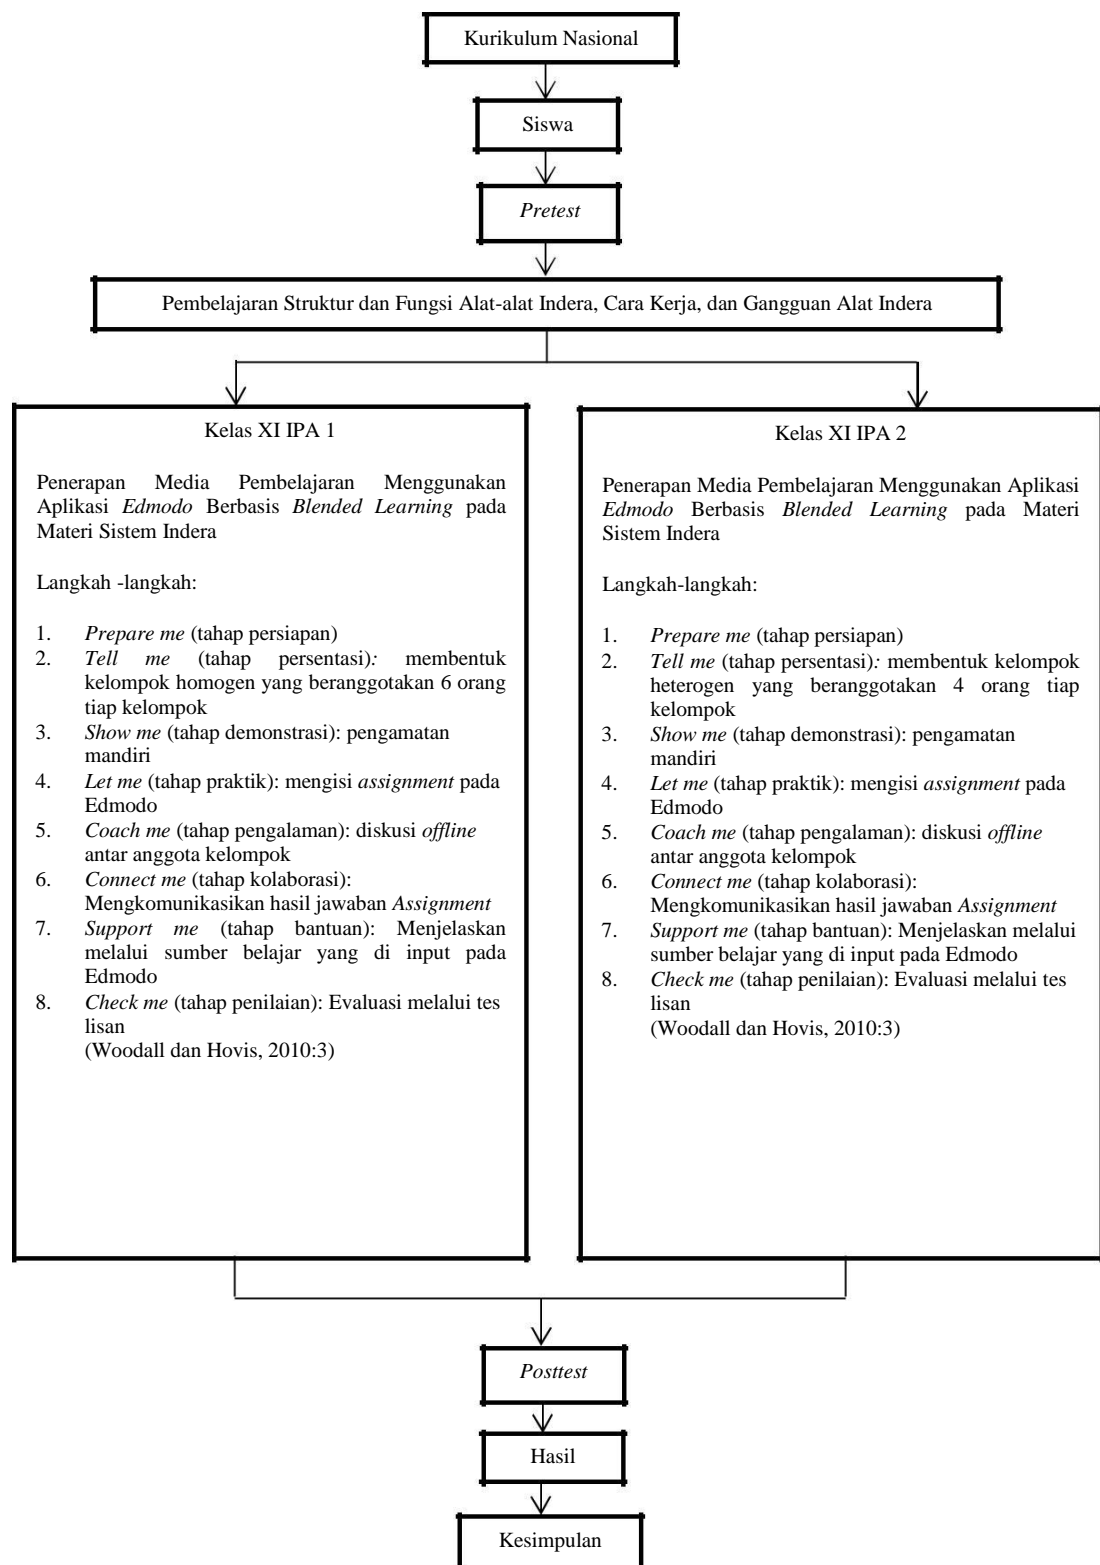 Kurikulum Nasional
Siswa
Pretest
Pembelajaran Struktur dan Fungsi Alat-alat Indera, Cara Kerja, dan Gangguan Alat Indera
Kelas XI IPA 1
Penerapan Media Pembelajaran Menggunakan
Aplikasi Edmodo Berbasis Blended Learning pada
Materi Sistem Indera
Langkah -langkah:
1. Prepare me (tahap persiapan)
2. Tell me (tahap persentasi): membentuk
kelompok homogen yang beranggotakan 6 orang
tiap kelompok
3. Show me (tahap demonstrasi): pengamatan
mandiri
4. Let me (tahap praktik): mengisi assignment pada
Edmodo
5. Coach me (tahap pengalaman): diskusi offline
antar anggota kelompok
6. Connect me (tahap kolaborasi):
Mengkomunikasikan hasil jawaban Assignment
7. Support me (tahap bantuan): Menjelaskan
melalui sumber belajar yang di input pada
Edmodo
8. Check me (tahap penilaian): Evaluasi melalui tes
lisan
(Woodall dan Hovis, 2010:3)
Kelas XI IPA 2
Penerapan Media Pembelajaran Menggunakan Aplikasi
Edmodo Berbasis Blended Learning pada Materi
Sistem Indera
Langkah-langkah:
1. Prepare me (tahap persiapan)
2. Tell me (tahap persentasi): membentuk kelompok
heterogen yang beranggotakan 4 orang tiap
kelompok
3. Show me (tahap demonstrasi): pengamatan
mandiri
4. Let me (tahap praktik): mengisi assignment pada
Edmodo
5. Coach me (tahap pengalaman): diskusi offline
antar anggota kelompok
6. Connect me (tahap kolaborasi):
Mengkomunikasikan hasil jawaban Assignment
7. Support me (tahap bantuan): Menjelaskan melalui
sumber belajar yang di input pada Edmodo
8. Check me (tahap penilaian): Evaluasi melalui tes
lisan
(Woodall dan Hovis, 2010:3)
Posttest
Hasil
Kesimpulan